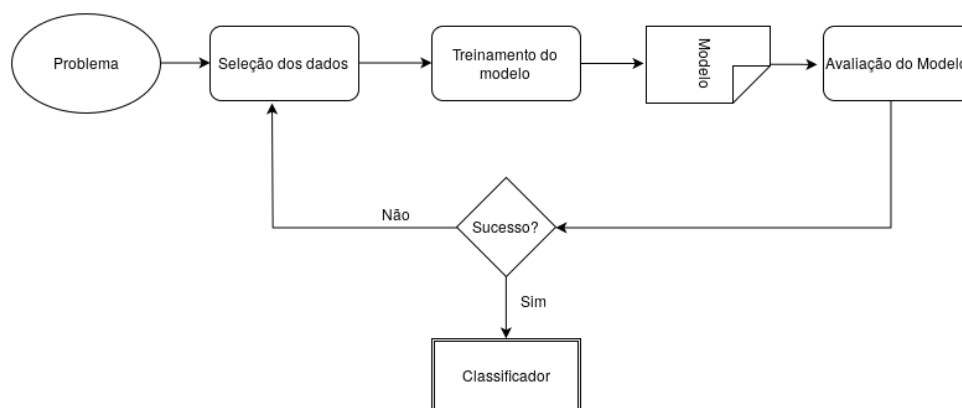 Problema
Seleção dos dados
Treinamento do
modelo
Modelo
Avaliação do Modelo
Não
Sucesso?
Sim
Classificador